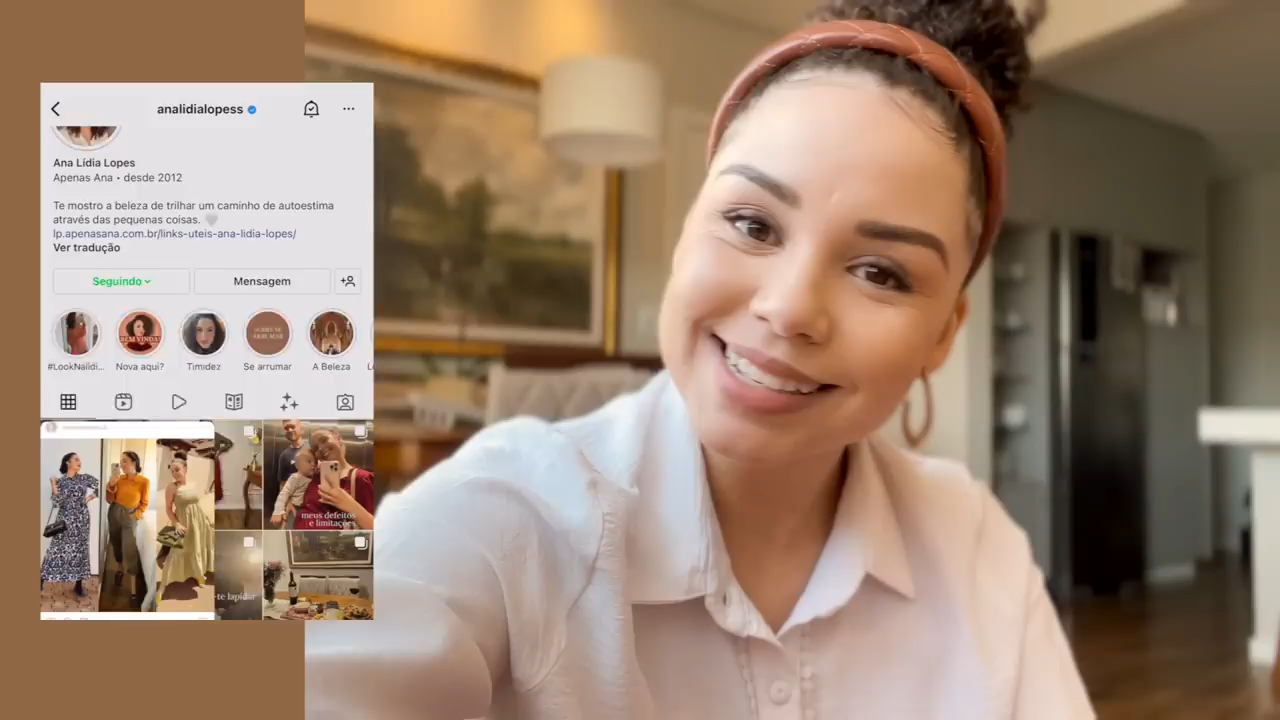 analidialopess
Ana Lídia Lopes
Apenas Ana • desde 2012
Te mostro a beleza de trilhar um caminho de autoestima
através das pequenas coisas.
lp.apenasana.com.br/links-uteis-ana-lidia-lopes/
Ver tradução
Seguindo
Mensagem
BEM VINDA!
#LookNalídi...
Nova aqui?
Timidez
Se arrumar
A Beleza
meus defeitos
e limitações
-te lapidar